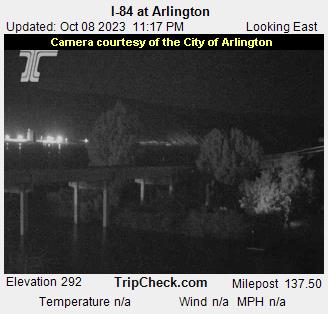 I-84 at Arlington
Updated: Oct 08 2023 11:17 PM Looking East
Camera courtesy of the City of Arlington
Elevation 292 TripCheck.com Milepost 137.50
Temperature n/a Wind n/a MPH n/a